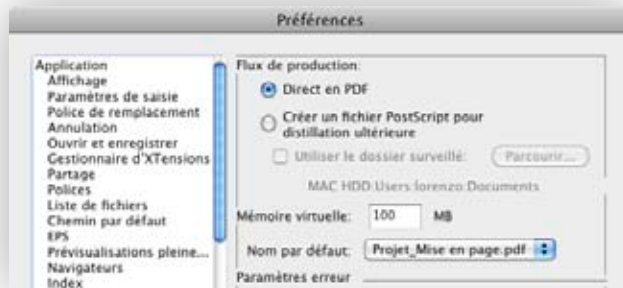 Préférences
Application
Affichage
Paramètres de saisie
Police de remplacement
Annulation
Ouvrir et enregistrer
Gestionnaire d'XTensions
Partage
Polices
Liste de fichiers
Chemin par défaut
EPS
Prévisualisations pleine...
Navigateurs
Index
Flux de production:
Direct en PDF
Créer un fichier PostScript pour
distillation ultérieure
Utiliser le dossier surveillé: Parcourir...
MAC HDD:Users:lorenzo:Documents
Mémoire virtuelle: 100 MB
Nom par défaut: Projet_Mise en page.pdf
Paramètres erreur